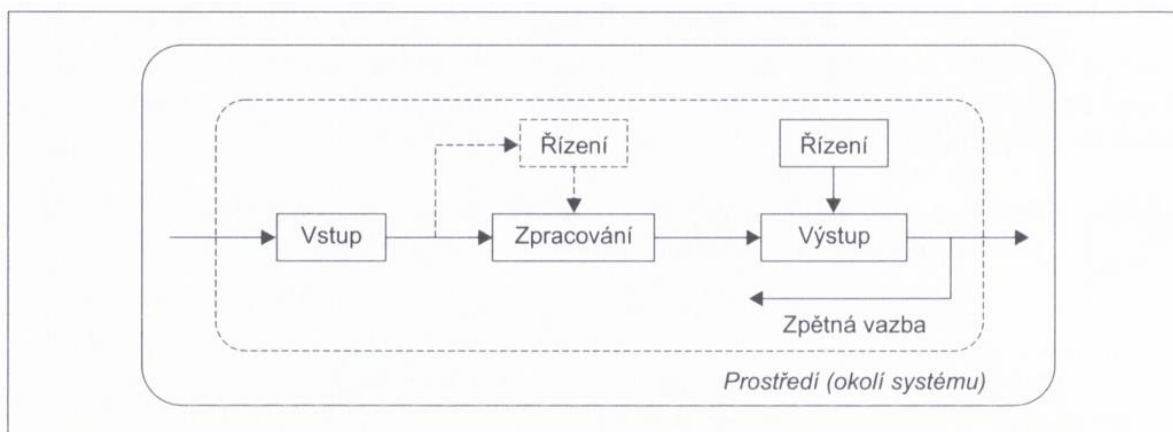 Řízení
Řízení
Vstup
Zpracování
Výstup
Zpětná vazba
Prostředí (okolí systému)